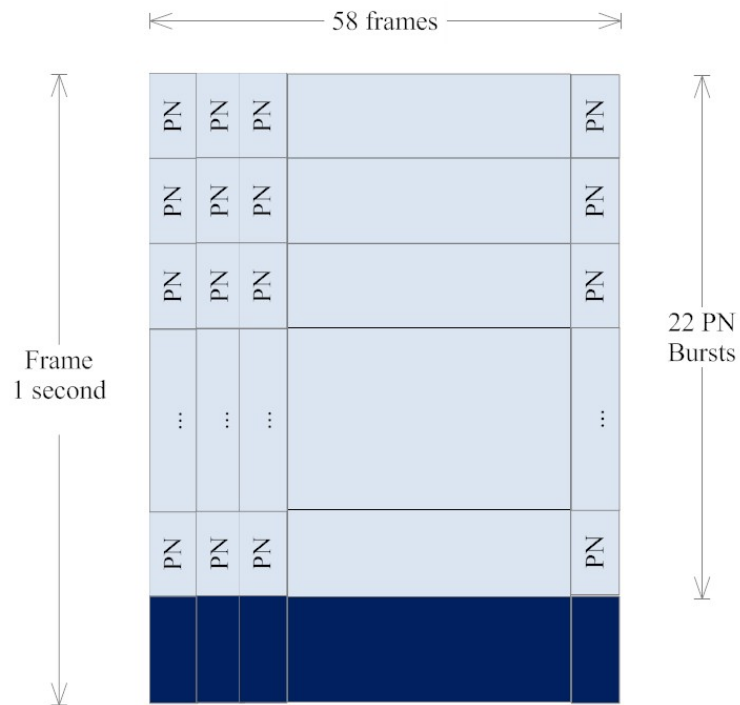 58 frames
PN PN PN PN
PN PN PN PN
PN PN PN PN
Frame
1 second
22 PN
Bursts
... ... ... ...
PN PN PN PN